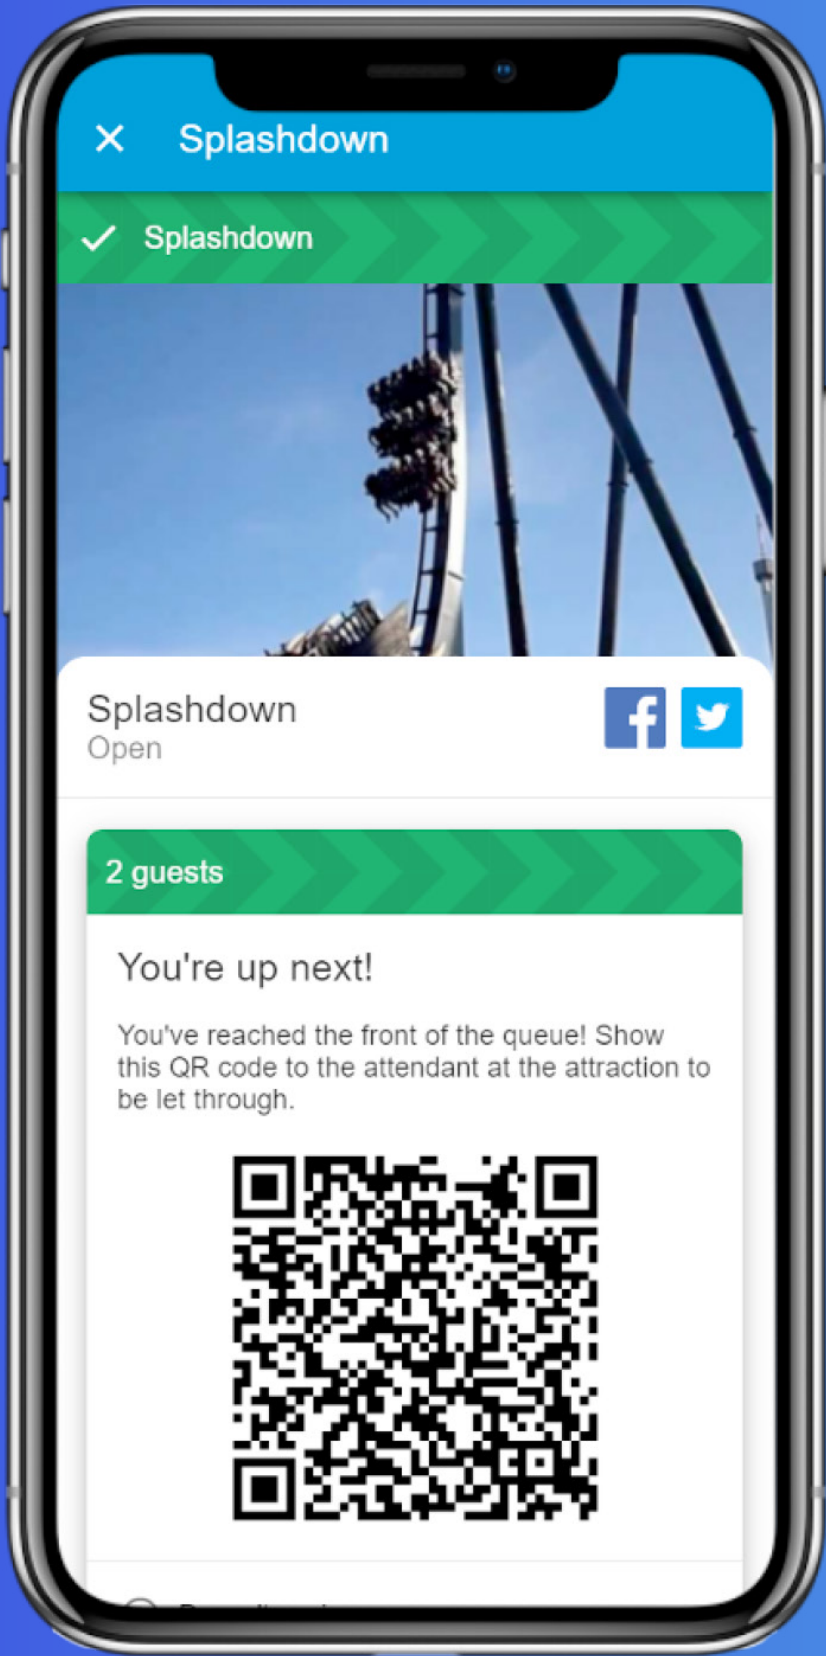 Splashdown
Splashdown
Splashdown
Open
2 guests
You're up next!
You've reached the front of the queue! Show
this QR code to the attendant at the attraction to
be let through.